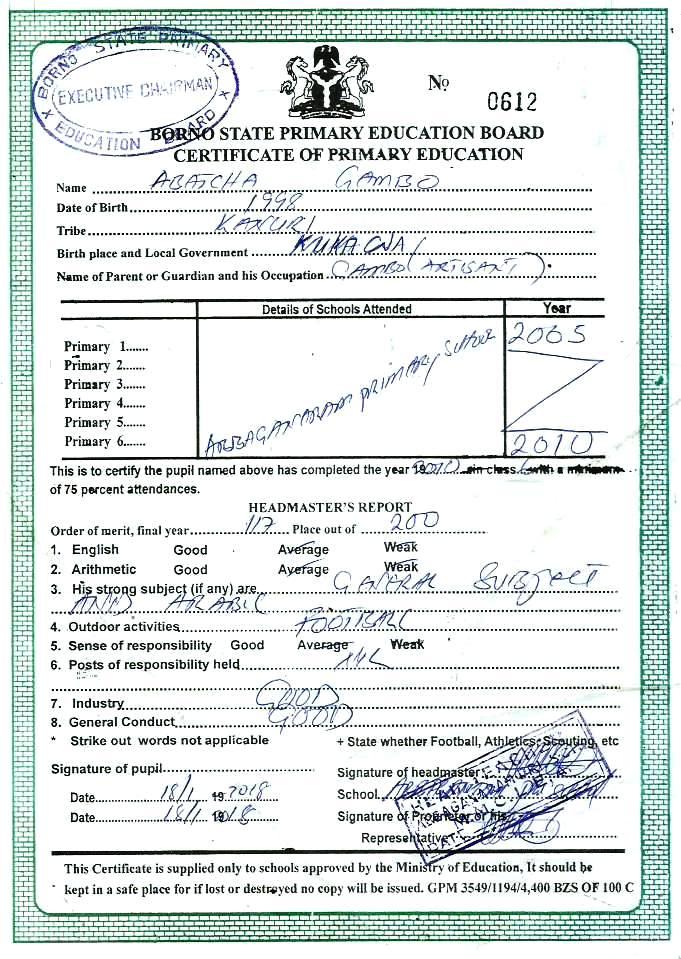 BORNO STATE PRIMARY
EXECUTIVE CHAIRMAN
EDUCATION BOARD
No 0612
BORNO STATE PRIMARY EDUCATION BOARD
CERTIFICATE OF PRIMARY EDUCATION
Name ABATCHA GAMBO
Date of Birth 1998
Tribe KANURI
Birth place and Local Government KUKAWA
Name of Parent or Guardian and his Occupation GAMBO (ARTISANT).
Details of Schools Attended Year
Primary 1....... 2005
Primary 2.......
Primary 3.......
Primary 4.......
Primary 5.......
Primary 6....... 2010
ABBAGANARAM PRIMARY SCHOOL
This is to certify the pupil named above has completed the year 19 2010 in class 6 with a minimum
of 75 percent attendances.
HEADMASTER'S REPORT
Order of merit, final year 117 Place out of 200
1. English Good Average Weak
2. Arithmetic Good Average Weak
3. His strong subject (if any) are GENERAL SUBJECT
AND ARABIC
4. Outdoor activities FOOTBALL
5. Sense of responsibility Good Average Weak
6. Posts of responsibility held
7. Industry GOOD
8. General Conduct GOOD
* Strike out words not applicable + State whether Football, Athletics, Scouting, etc
Signature of pupil Signature of headmaster
Date 18/1 19 2018 School
Date 18/1 19 2018 Signature of Proprietor or his
Representative
This Certificate is supplied only to schools approved by the Ministry of Education, It should be
kept in a safe place for if lost or destroyed no copy will be issued. GPM 3549/1194/4,400 BZS OF 100 C